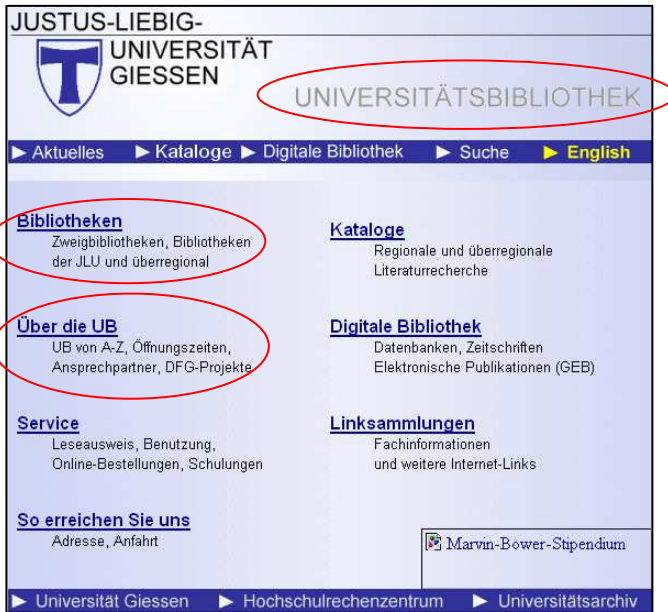 JUSTUS-LIEBIG-
UNIVERSITÄT
GIESSEN
UNIVERSITÄTSBIBLIOTHEK
Aktuelles Kataloge Digitale Bibliothek Suche English
Bibliotheken
Zweigbibliotheken, Bibliotheken
der JLU und überregional
Kataloge
Regionale und überregionale
Literaturrecherche
Über die UB
UB von A-Z, Öffnungszeiten,
Ansprechpartner, DFG-Projekte
Digitale Bibliothek
Datenbanken, Zeitschriften
Elektronische Publikationen (GEB)
Service
Leseausweis, Benutzung,
Online-Bestellungen, Schulungen
Linksammlungen
Fachinformationen
und weitere Internet-Links
So erreichen Sie uns
Adresse, Anfahrt
Marvin-Bower-Stipendium
Universität Giessen Hochschulrechenzentrum Universitätsarchiv